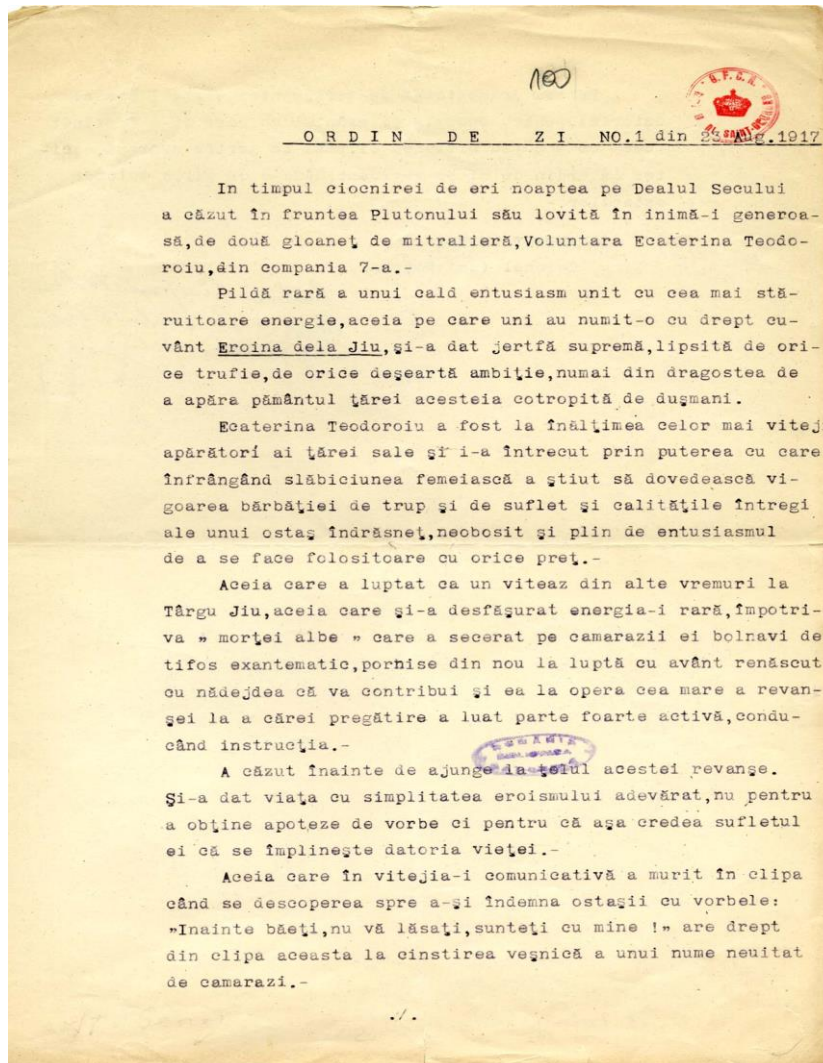 100
G.F.C.R.
O R D I N D E Z I NO.1 din 23 Aug.1917
In timpul ciocnirei de eri noaptea pe Dealul Secului
a căzut în fruntea Plutonului său lovită în inimă-i generoa-
să,de două gloaneţ de mitralieră,Voluntara Ecaterina Teodo-
roiu,din compania 7-a.-
Pildă rară a unui cald entusiasm unit cu cea mai stă-
ruitoare energie,aceia pe care uni au numit-o cu drept cu-
vânt Eroina dela Jiu,şi-a dat jertfă supremă,lipsită de ori-
ce trufie,de orice deşeartă ambiţie,numai din dragostea de
a apăra pământul ţărei acesteia cotropită de duşmani.
Ecaterina Teodoroiu a fost la înălţimea celor mai vitej
apărători ai ţărei sale şi i-a întrecut prin puterea cu care
înfrângând slăbiciunea femeiască a ştiut să dovedească vi-
goarea bărbăţiei de trup şi de suflet şi calităţile întregi
ale unui ostaş îndrăsneţ,neobosit şi plin de entusiasmul
de a se face folositoare cu orice preţ.-
Aceia care a luptat ca un viteaz din alte vremuri la
Târgu Jiu,aceia care şi-a desfăşurat energia-i rară,împotri-
va „ morţei albe „ care a secerat pe camarazii ei bolnavi de
tifos exantematic,pornise din nou la luptă cu avânt renăscut
cu nădejdea că va contribui şi ea la opera cea mare a revan-
şei la a cărei pregătire a luat parte foarte activă,condu-
când instrucţia.-
ROMÂNIA
BIBLIOTECA
A căzut înainte de ajunge la ţelul acestei revanşe.
Şi-a dat viaţa cu simplitatea eroismului adevărat,nu pentru
a obţine apoteze de vorbe ci pentru că aşa credea sufletul
ei că se împlineşte datoria vieţei.-
Aceia care în vitejia-i comunicativă a murit în clipa
când se descoperea spre a-şi îndemna ostaşii cu vorbele:
„Inainte băeţi,nu vă lăsaţi,sunteţi cu mine !„ are drept
din clipa aceasta la cinstirea veşnică a unui nume neuitat
de camarazi.-
./.